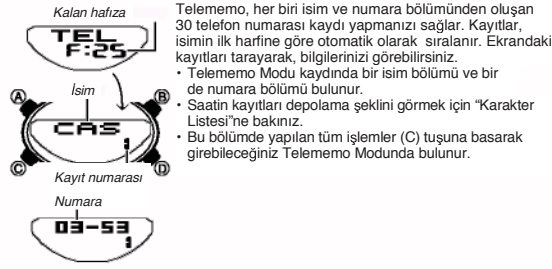 Kalan hafıza
TEL
F:25
İsim
A
B
CAS
1
C
D
Kayıt numarası
Numara
03-53
1
Telememo, her biri isim ve numara bölümünden oluşan
30 telefon numarası kaydı yapmanızı sağlar. Kayıtlar,
isimin ilk harfine göre otomatik olarak sıralanır. Ekrandaki
kayıtları tarayarak, bilgilerinizi görebilirsiniz.
• Telememo Modu kaydında bir isim bölümü ve bir
de numara bölümü bulunur.
• Saatin kayıtları depolama şeklini görmek için “Karakter
Listesi”ne bakınız.
• Bu bölümde yapılan tüm işlemler (C) tuşuna basarak
girebileceğiniz Telememo Modunda bulunur.